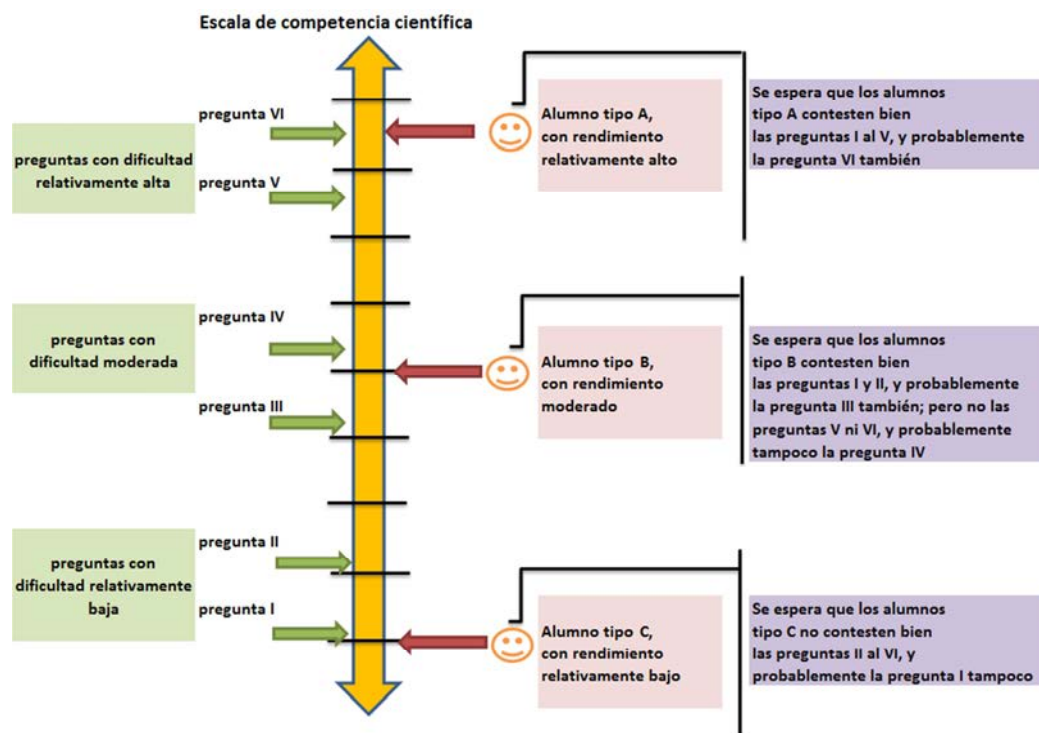 Escala de competencia científica
preguntas con dificultad
relativamente alta
pregunta VI
pregunta V
Alumno tipo A,
con rendimiento
relativamente alto
Se espera que los alumnos
tipo A contesten bien
las preguntas I al V, y probablemente
la pregunta VI también
preguntas con
dificultad moderada
pregunta IV
pregunta III
Alumno tipo B,
con rendimiento
moderado
Se espera que los alumnos
tipo B contesten bien
las preguntas I y II, y probablemente
la pregunta III también; pero no las
preguntas V ni VI, y probablemente
tampoco la pregunta IV
preguntas con
dificultad relativamente
baja
pregunta II
pregunta I
Alumno tipo C,
con rendimiento
relativamente bajo
Se espera que los alumnos
tipo C no contesten bien
las preguntas II al VI, y
probablemente la pregunta I tampoco